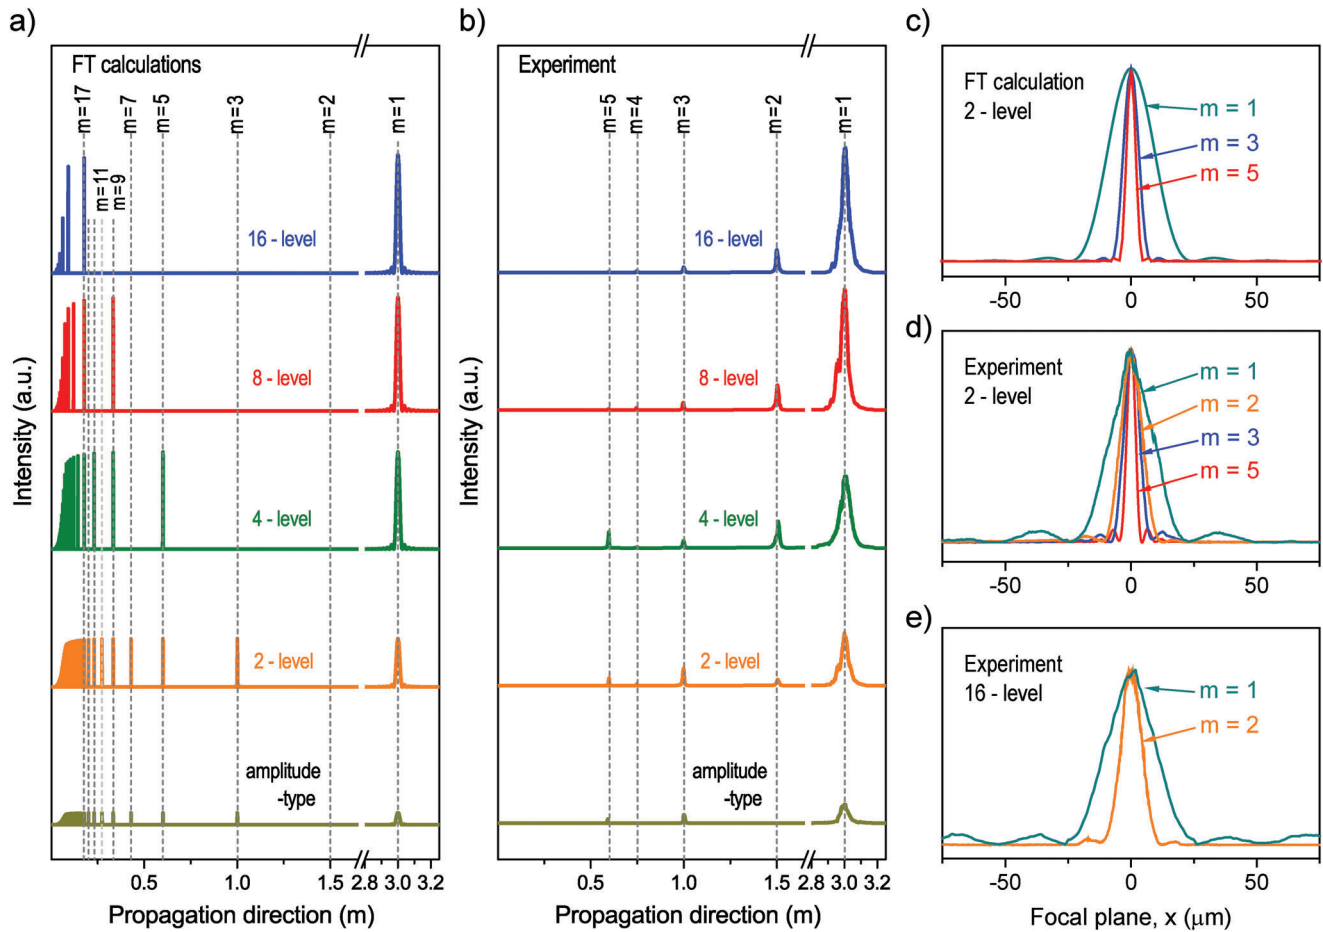 a)
FT calculations
m=17
m=11
m=9
m=7
m=5
m=3
m=2
m=1
16 - level
8 - level
4 - level
2 - level
amplitude
-type
Intensity (a.u.)
0.5
1.0
1.5
2.8
3.0
3.2
Propagation direction (m)
b)
Experiment
m=5
m=4
m=3
m=2
m=1
16 - level
8 - level
4 - level
2 - level
amplitude
-type
Intensity (a.u.)
0.5
1.0
1.5
2.8
3.0
3.2
Propagation direction (m)
c)
FT calculation
2 - level
m = 1
m = 3
m = 5
-50
0
50
d)
Experiment
2 - level
m = 1
m = 2
m = 3
m = 5
-50
0
50
e)
Experiment
16 - level
m = 1
m = 2
-50
0
50
Focal plane, x (μm)